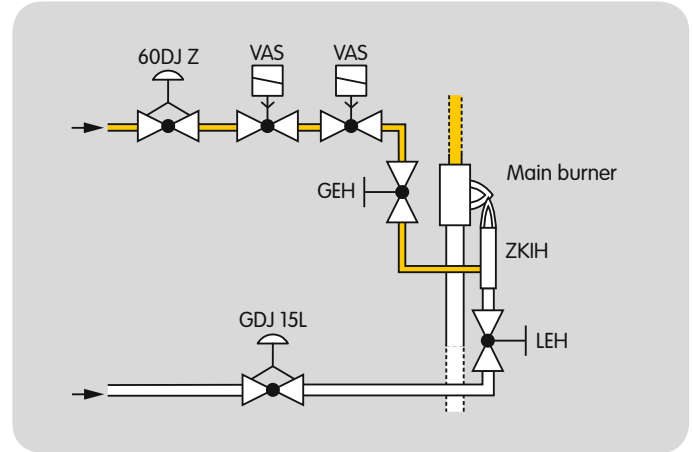 60DJ Z
VAS
VAS
GEH
Main burner
ZKIH
GDJ 15L
LEH